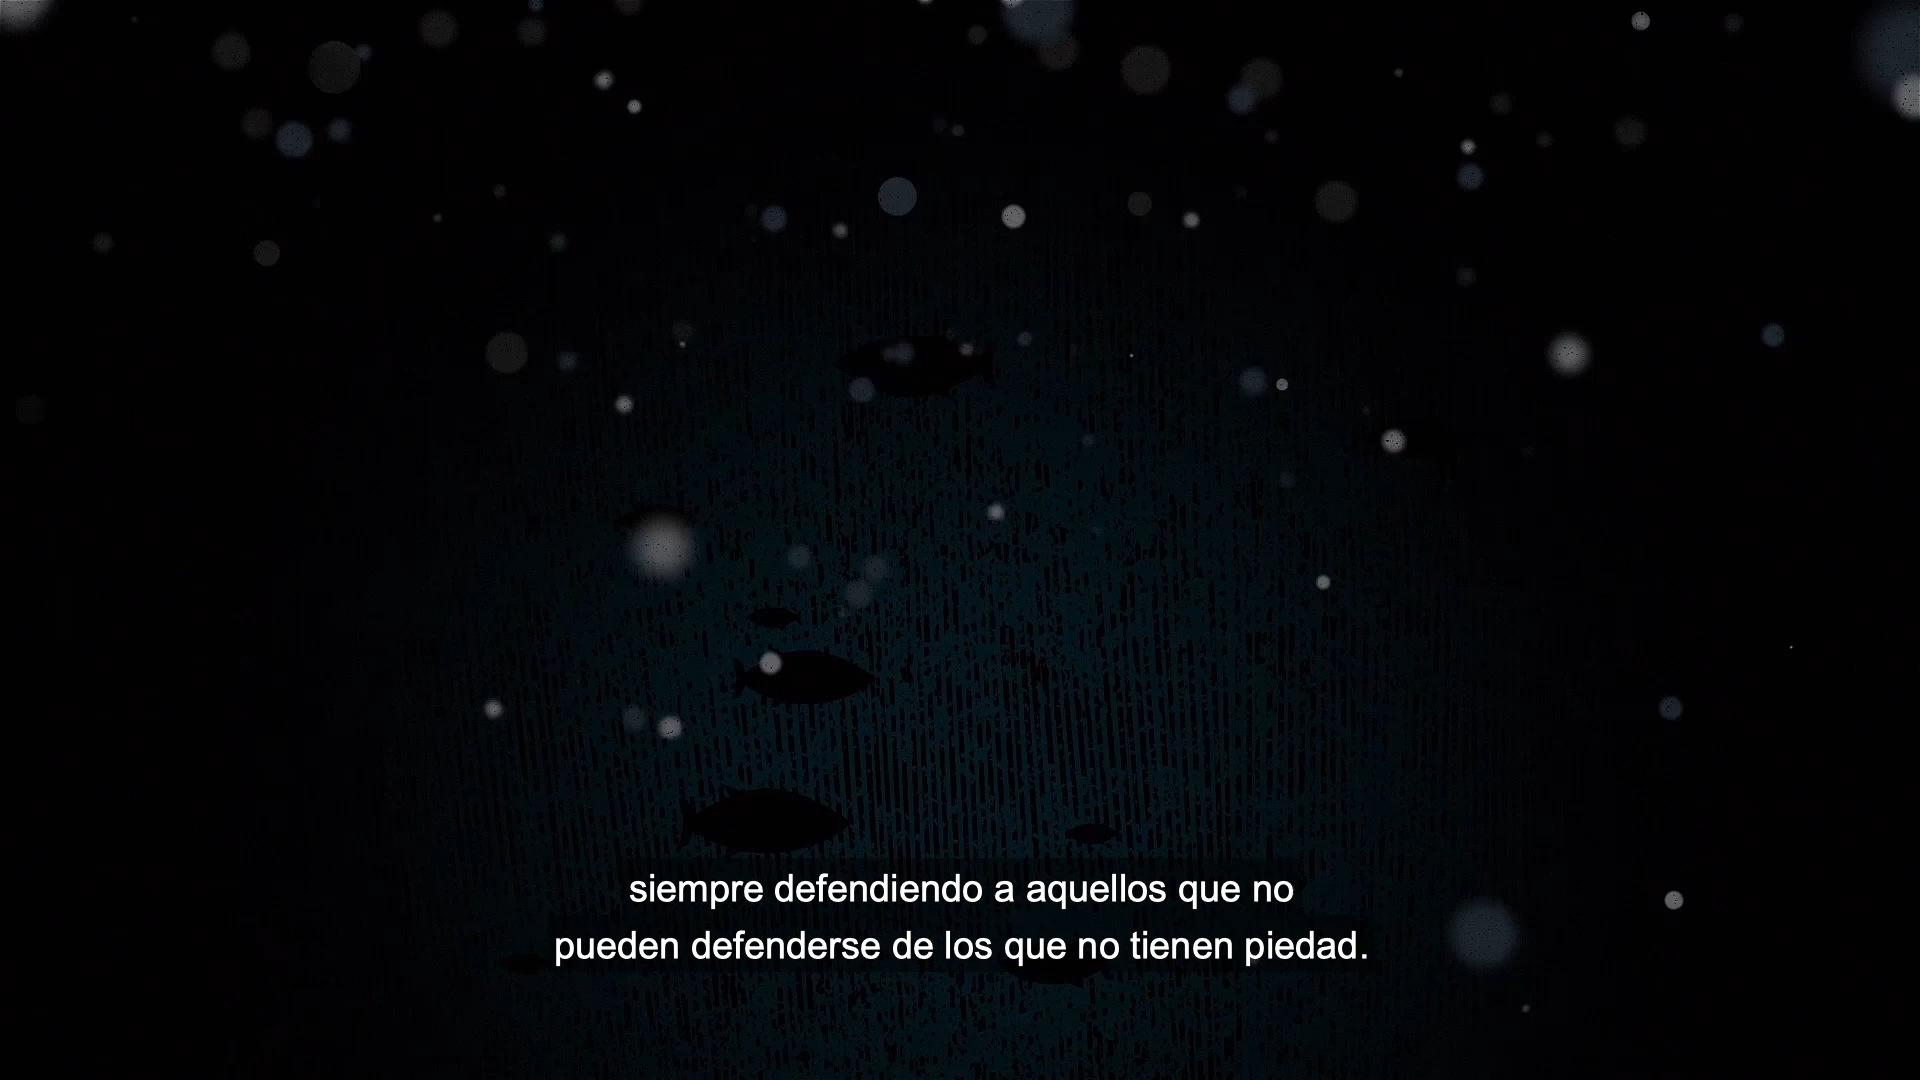 siempre defendiendo a aquellos que no
pueden defenderse de los que no tienen piedad.